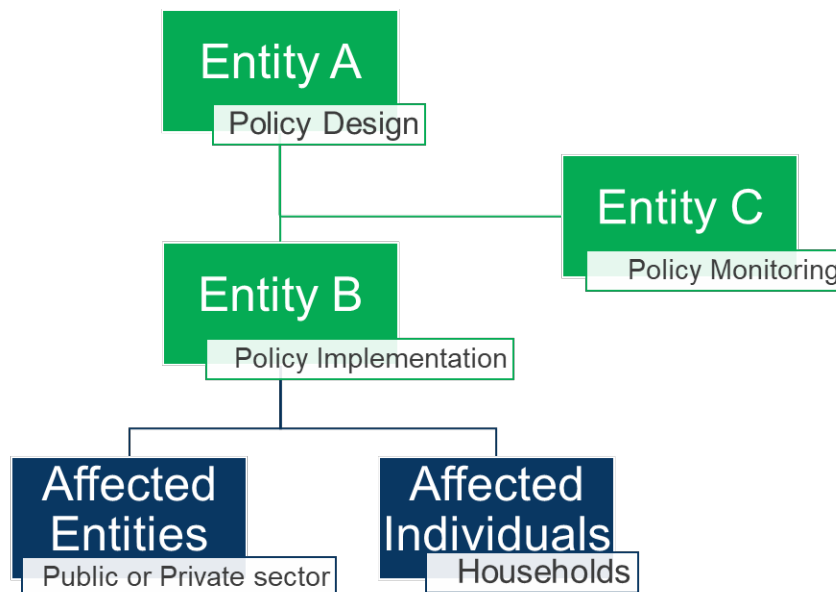 Entity A
Policy Design
Entity C
Policy Monitoring
Entity B
Policy Implementation
Affected
Entities
Public or Private sector
Affected
Individuals
Households